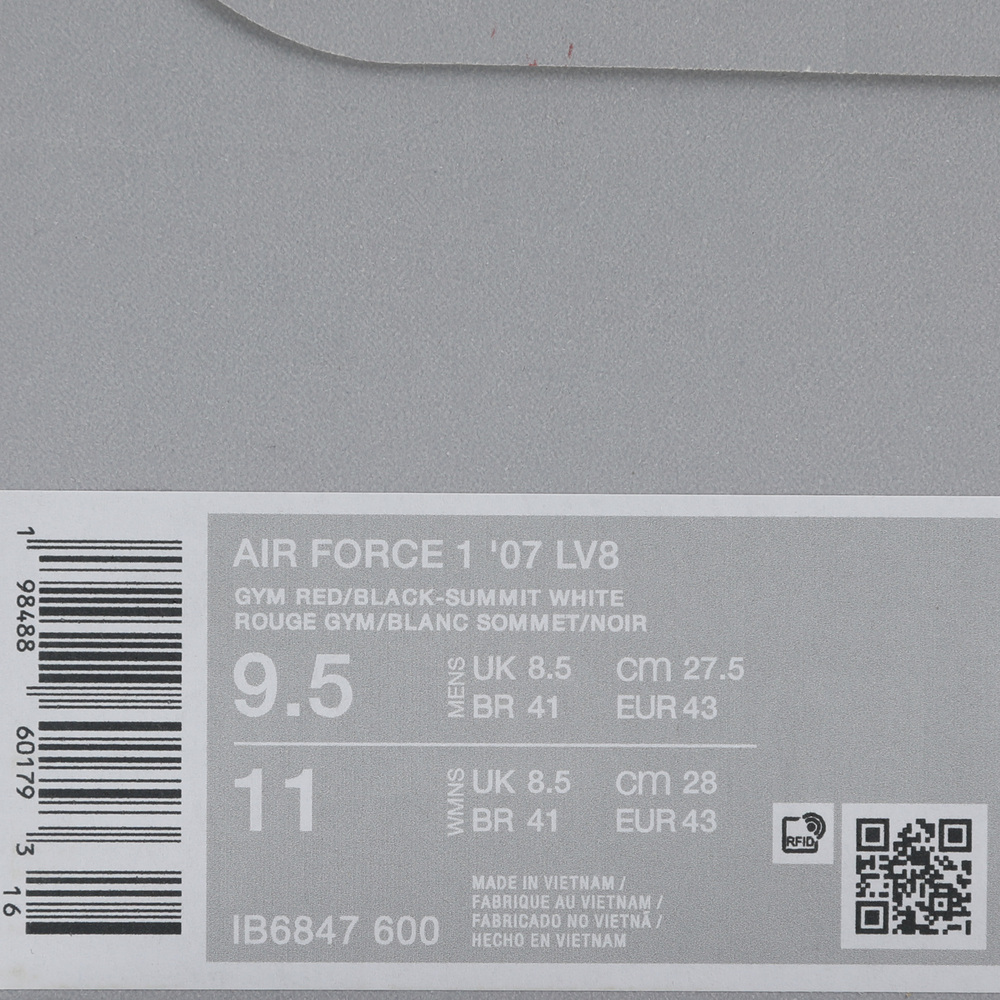 AIR FORCE 1 '07 LV8
GYM RED/BLACK-SUMMIT WHITE
ROUGE GYM/BLANC SOMMET/NOIR
9.5
MENS
UK 8.5
cm 27.5
BR 41
EUR 43
11
WMNS
UK 8.5
cm 28
BR 41
EUR 43
IB6847 600
MADE IN VIETNAM /
FABRIQUE AU VIETNAM /
FABRICADO NO VIETNÃ /
HECHO EN VIETNAM
RFID
1 98488 60179 3 16